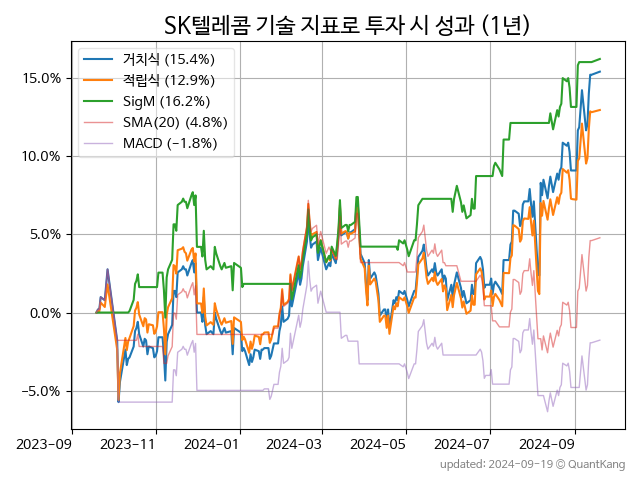 SK텔레콤 기술 지표로 투자 시 성과 (1년)
거치식 (15.4%)
적립식 (12.9%)
SigM (16.2%)
SMA(20) (4.8%)
MACD (−1.8%)
15.0%
10.0%
5.0%
0.0%
−5.0%
2023-09 2023-11 2024-01 2024-03 2024-05 2024-07 2024-09
updated: 2024-09-19 © QuantKang